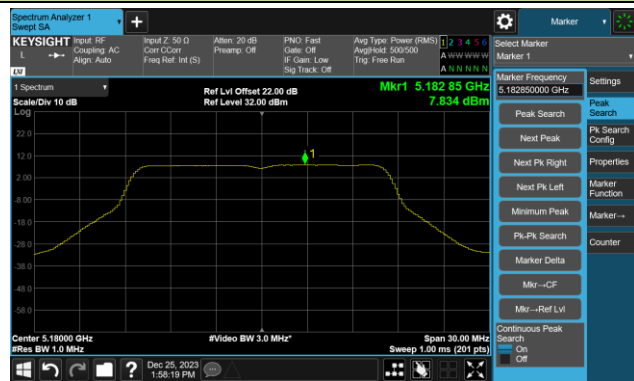 Spectrum Analyzer 1
Swept SA
+
Marker
KEYSIGHT
L
LXI
Input: RF
Coupling: AC
Align: Auto
Input Z: 50 Ω
Corr CCorr
Freq Ref: Int (S)
Atten: 20 dB
Preamp: Off
PNO: Fast
Gate: Off
IF Gain: Low
Sig Track: Off
Avg Type: Power (RMS)
Avg|Hold: 500/500
Trig: Free Run
1 2 3 4 5 6
A W W W W W
A N N N N N
Select Marker
Marker 1
1 Spectrum
Scale/Div 10 dB
Log
Ref Lvl Offset 22.00 dB
Ref Level 32.00 dBm
Mkr1 5.182 85 GHz
7.834 dBm
22.0
12.0
2.00
-8.00
-18.0
-28.0
-38.0
-48.0
-58.0
1
Center 5.18000 GHz
#Res BW 1.0 MHz
#Video BW 3.0 MHz*
Span 30.00 MHz
Sweep 1.00 ms (201 pts)
Marker Frequency
5.182850000 GHz
Peak Search
Next Peak
Next Pk Right
Next Pk Left
Minimum Peak
Pk-Pk Search
Marker Delta
Mkr→CF
Mkr→Ref Lvl
Continuous Peak
Search
On
Off
Settings
Peak
Search
Pk Search
Config
Properties
Marker
Function
Marker→
Counter
?
Dec 25, 2023
1:58:19 PM